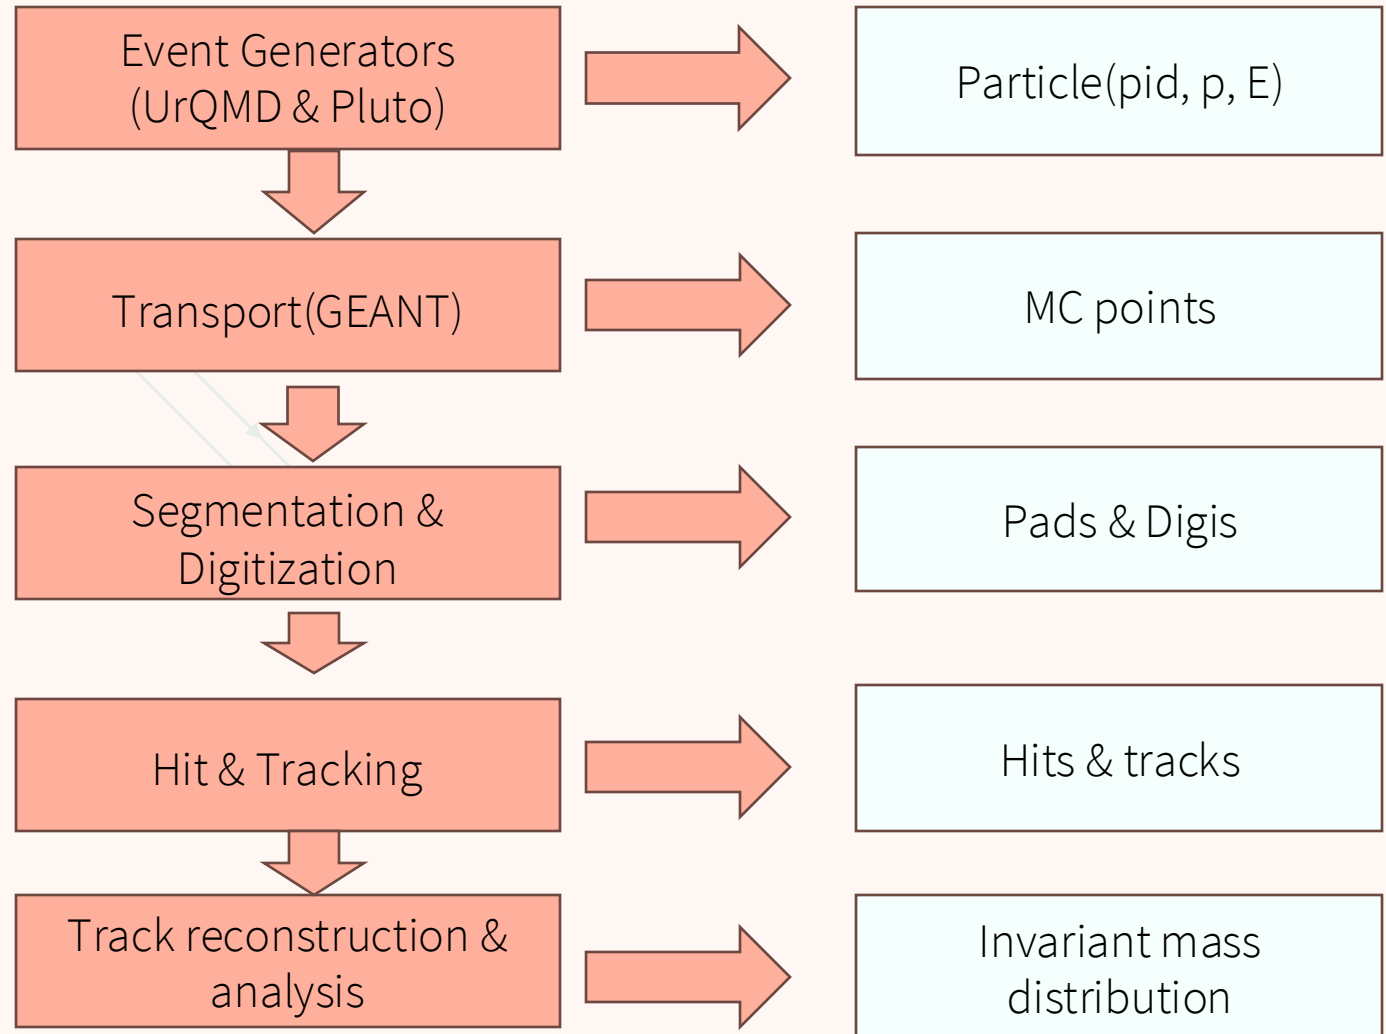 Event Generators
(UrQMD & Pluto)
Particle(pid, p, E)
Transport(GEANT)
MC points
Segmentation &
Digitization
Pads & Digis
Hit & Tracking
Hits & tracks
Track reconstruction &
analysis
Invariant mass
distribution